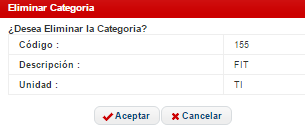 Eliminar Categoria
¿Desea Eliminar la Categoria?
Código : 155
Descripción : FIT
Unidad : TI
Aceptar Cancelar